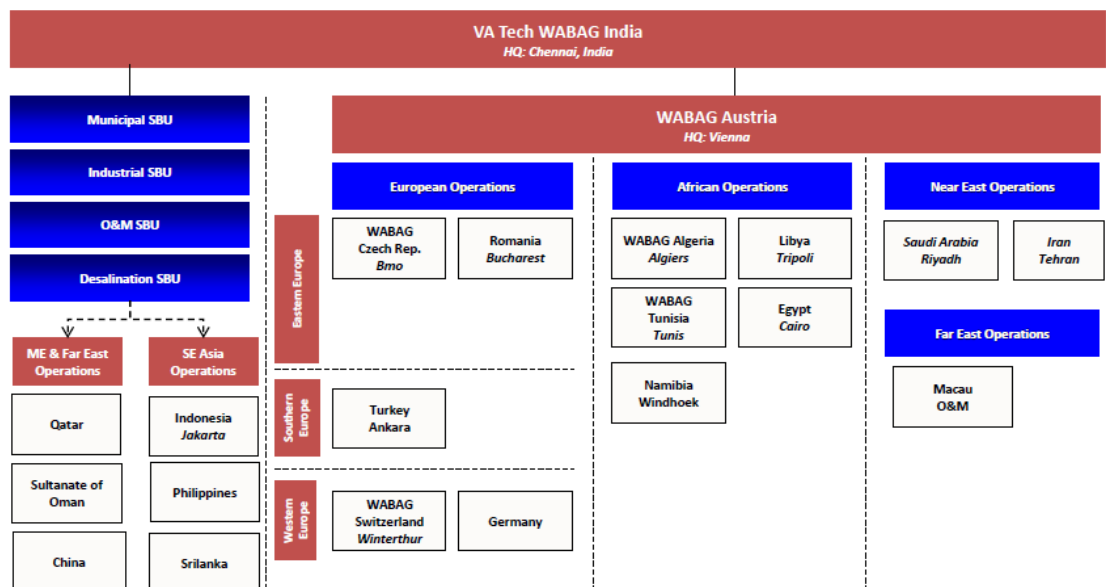 VA Tech WABAG India
HQ: Chennai, India
Municipal SBU
Industrial SBU
O&M SBU
Desalination SBU
ME & Far East
Operations
SE Asia
Operations
Qatar
Indonesia
Jakarta
Sultanate of
Oman
Philippines
China
Srilanka
WABAG Austria
HQ: Vienna
European Operations
Eastern Europe
WABAG
Czech Rep.
Bmo
Romania
Bucharest
Southern
Europe
Turkey
Ankara
Western
Europe
WABAG
Switzerland
Winterthur
Germany
African Operations
WABAG Algeria
Algiers
Libya
Tripoli
WABAG
Tunisia
Tunis
Egypt
Cairo
Namibia
Windhoek
Near East Operations
Saudi Arabia
Riyadh
Iran
Tehran
Far East Operations
Macau
O&M